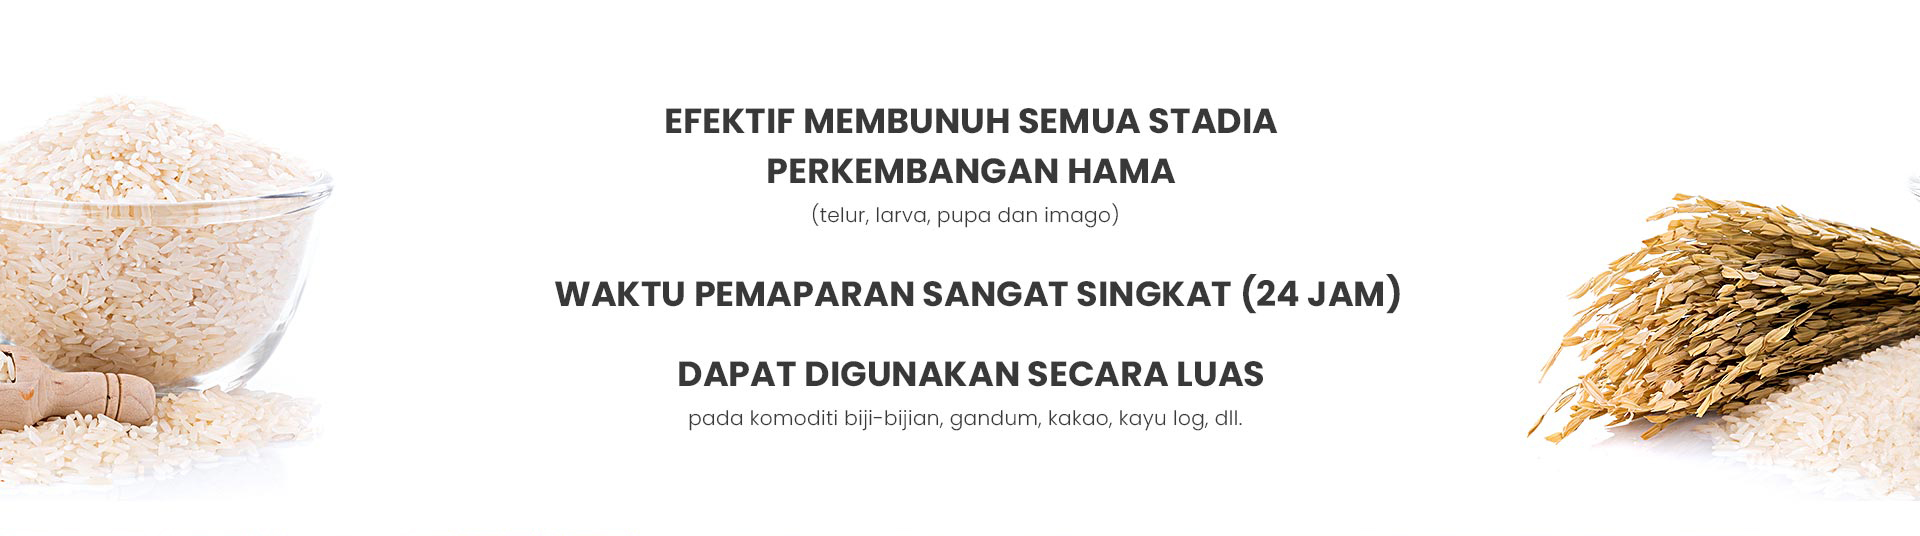 EFEKTIF MEMBUNUH SEMUA STADIA
PERKEMBANGAN HAMA
(telur, larva, pupa dan imago)
WAKTU PEMAPARAN SANGAT SINGKAT (24 JAM)
DAPAT DIGUNAKAN SECARA LUAS
pada komoditi biji-bijian, gandum, kakao, kayu log, dll.